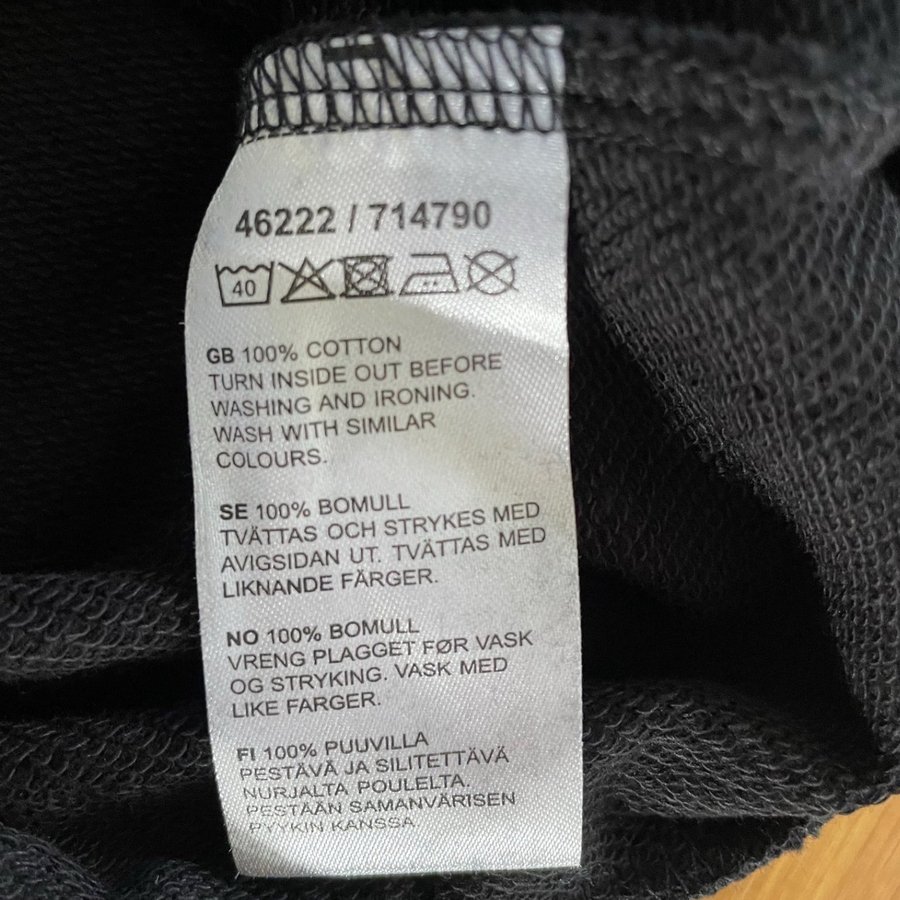 46222 / 714790
40
GB 100% COTTON
TURN INSIDE OUT BEFORE
WASHING AND IRONING.
WASH WITH SIMILAR
COLOURS.
SE 100% BOMULL
TVÄTTAS OCH STRYKES MED
AVIGSIDAN UT. TVÄTTAS MED
LIKNANDE FÄRGER.
NO 100% BOMULL
VRENG PLAGGET FØR VASK
OG STRYKING. VASK MED
LIKE FARGER.
FI 100% PUUVILLA
PESTÄVÄ JA SILITETTÄVÄ
NURJALTA POULELTA.
PESTÄÄN SAMANVÄRISEN
PYYKIN KANSSA